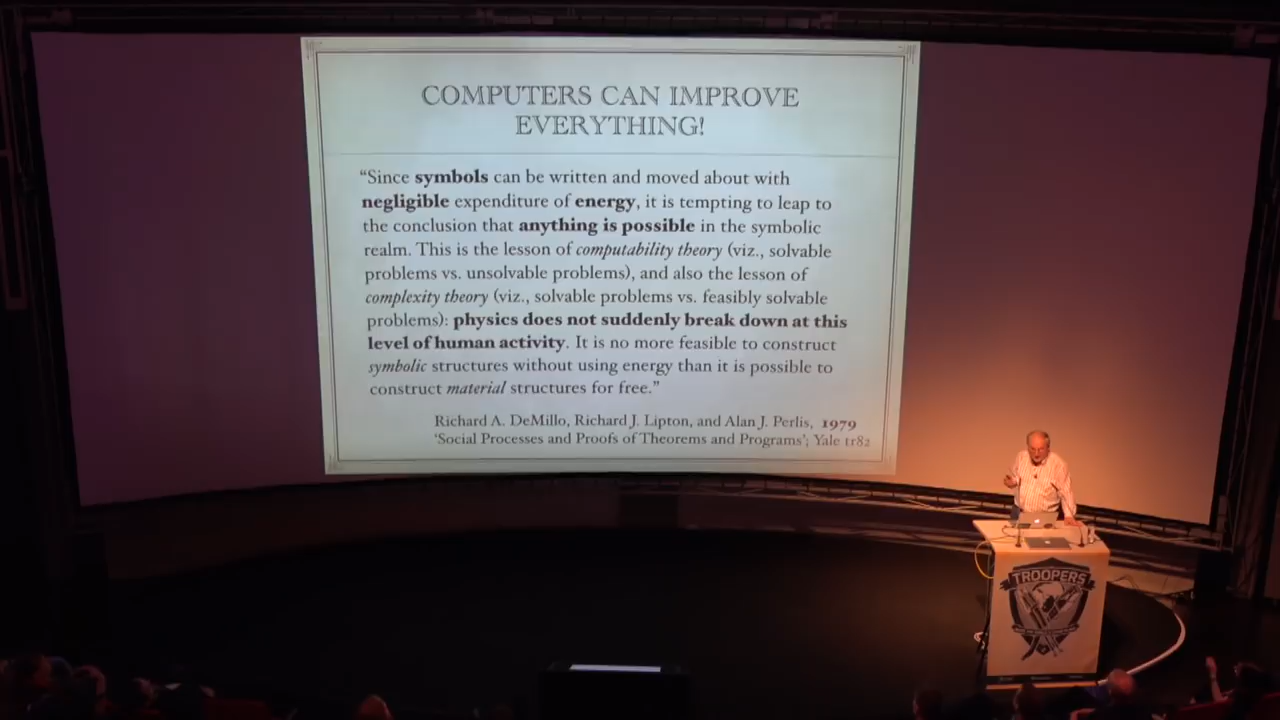 COMPUTERS CAN IMPROVE
EVERYTHING!
“Since symbols can be written and moved about with
negligible expenditure of energy, it is tempting to leap to
the conclusion that anything is possible in the symbolic
realm. This is the lesson of computability theory (viz., solvable
problems vs. unsolvable problems), and also the lesson of
complexity theory (viz., solvable problems vs. feasibly solvable
problems): physics does not suddenly break down at this
level of human activity. It is no more feasible to construct
symbolic structures without using energy than it is possible to
construct material structures for free.”
Richard A. DeMillo, Richard J. Lipton, and Alan J. Perlis, 1979
‘Social Processes and Proofs of Theorems and Programs’; Yale tr82
TROOPERS